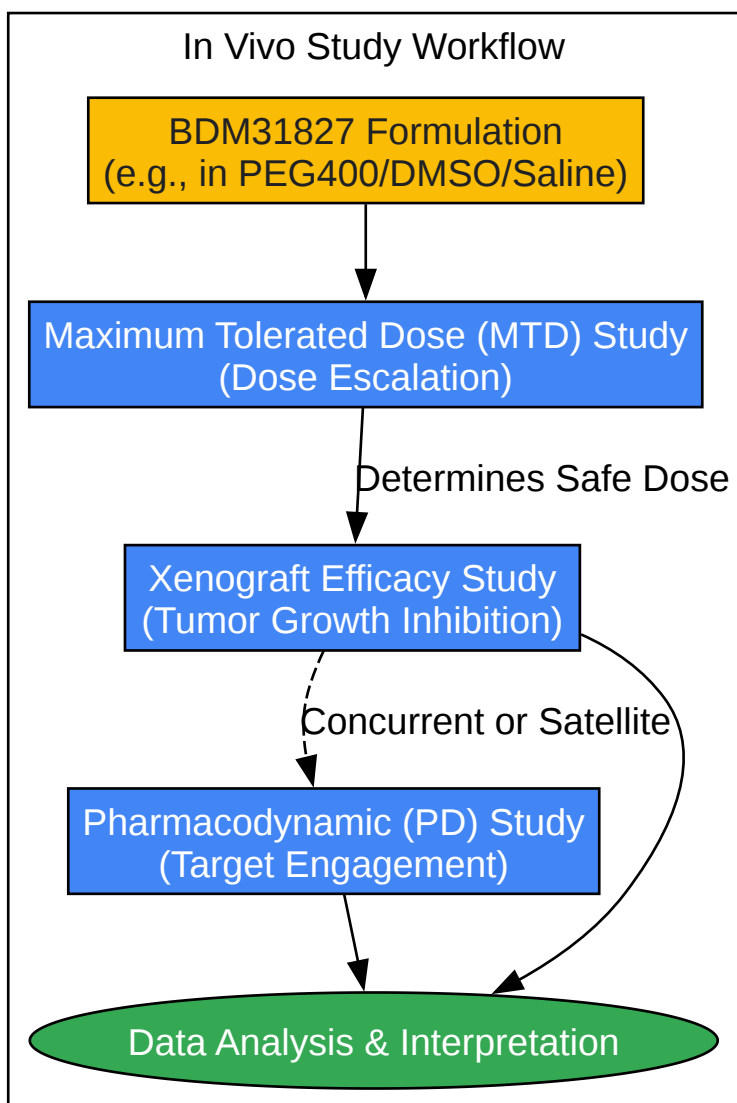 In Vivo Study Workflow
BDM31827 Formulation
(e.g., in PEG400/DMSO/Saline)
Maximum Tolerated Dose (MTD) Study
(Dose Escalation)
Determines Safe Dose
Xenograft Efficacy Study
(Tumor Growth Inhibition)
Concurrent or Satellite
Pharmacodynamic (PD) Study
(Target Engagement)
Data Analysis & Interpretation